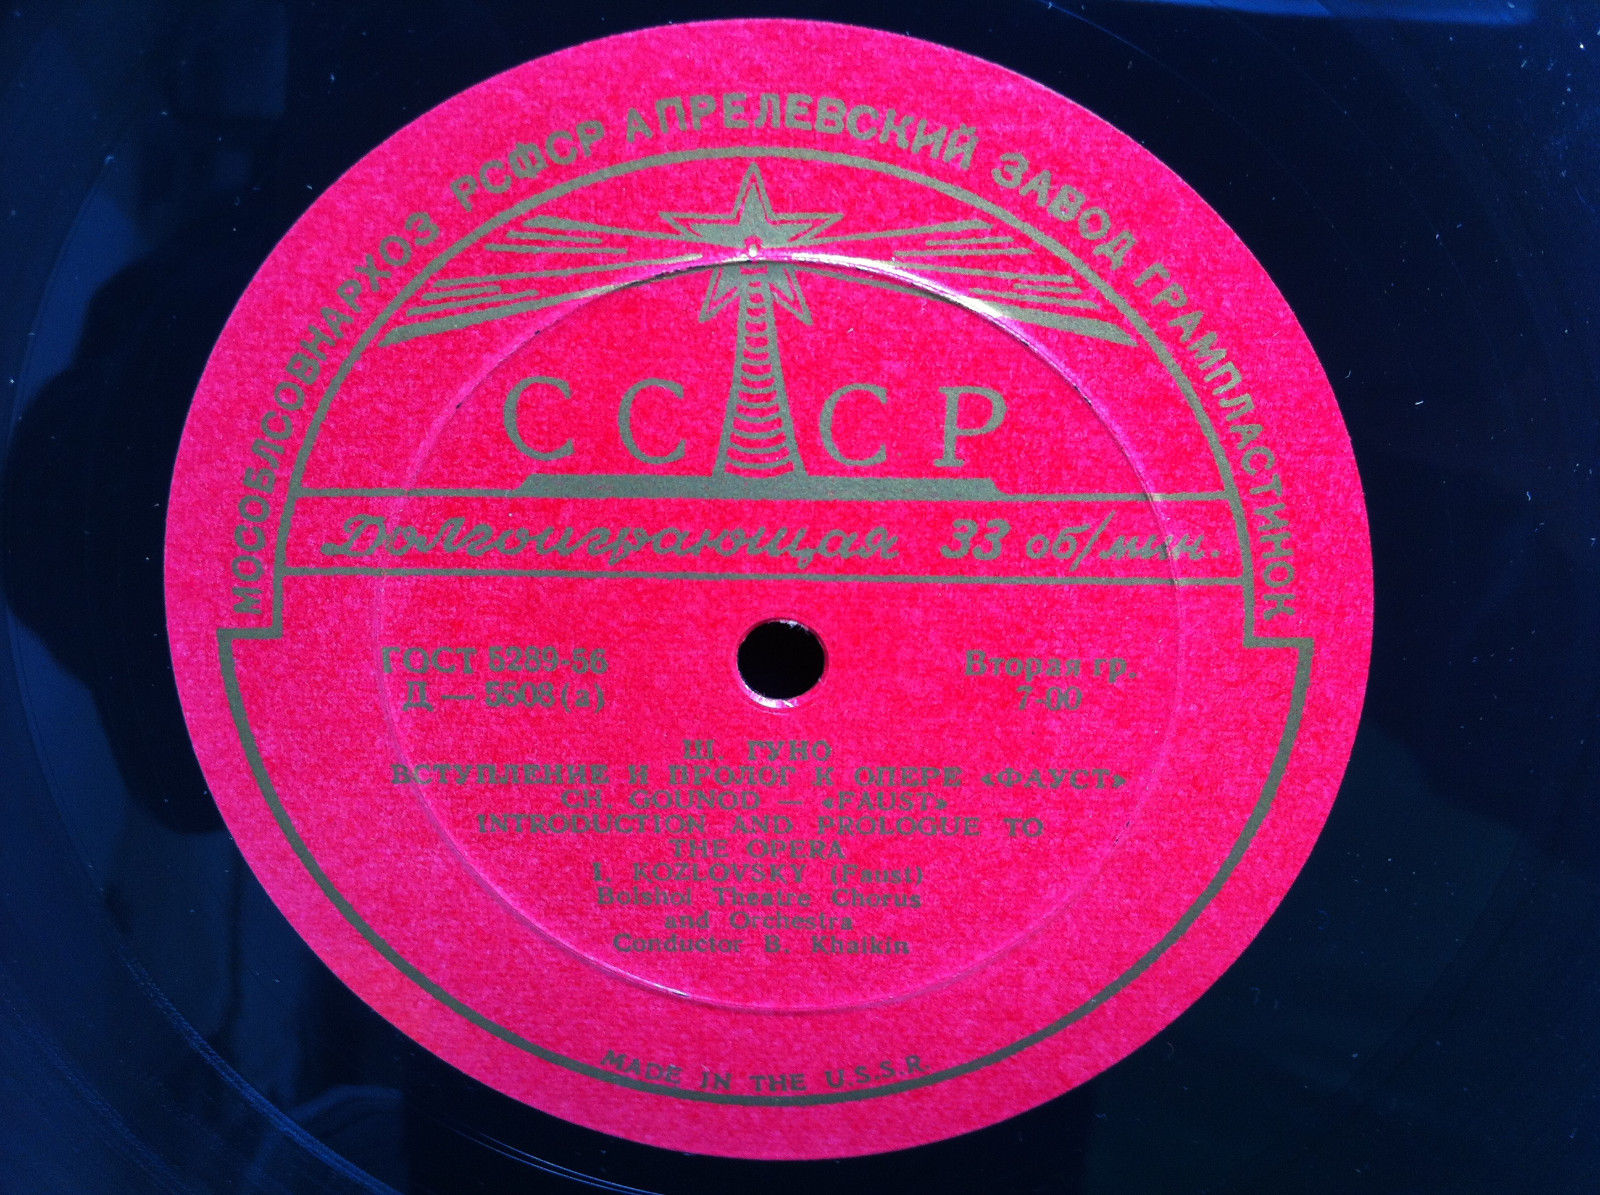 МОСОБЛСОВНАРХОЗ РСФСР АПРЕЛЕВСКИЙ ЗАВОД ГРАМПЛАСТИНОК
СССР
Долгоиграющая 33 об/мин.
ГОСТ 5289-56
Д — 5508 (а)
Вторая гр.
7-00
Ш. ГУНО
ВСТУПЛЕНИЕ И ПРОЛОГ К ОПЕРЕ «ФАУСТ»
CH. GOUNOD — «FAUST»
INTRODUCTION AND PROLOGUE TO
THE OPERA
I. KOZLOVSKY (Faust)
Bolshoi Theatre Chorus
and Orchestra
Conductor B. Khaikin
MADE IN THE U.S.S.R.